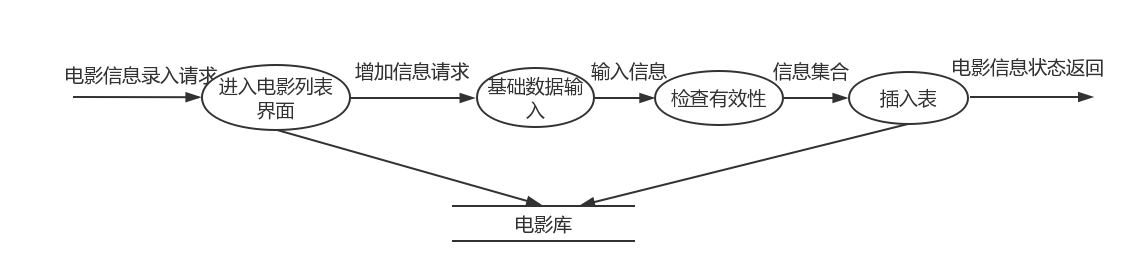 电影信息录入请求
进入电影列表
界面
增加信息请求
基础数据输
入
输入信息
检查有效性
信息集合
插入表
电影信息状态返回
电影库